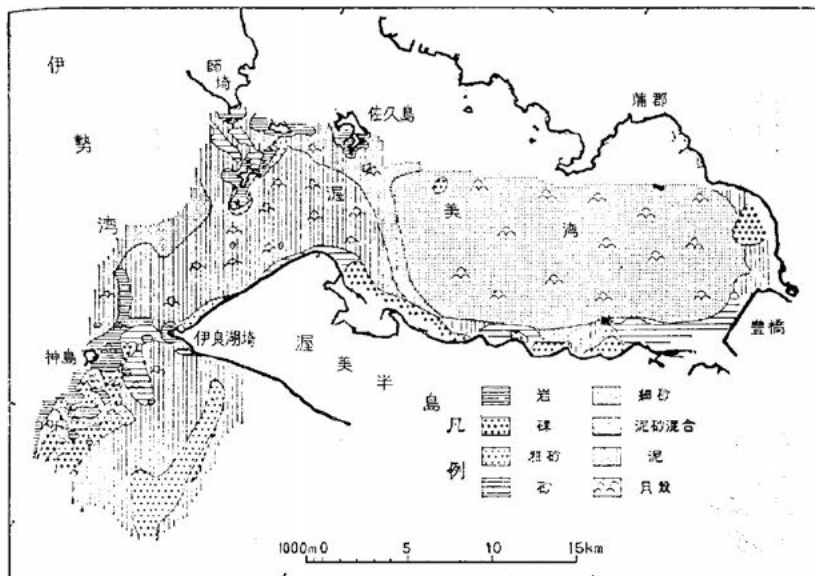 伊勢湾
師崎
佐久島
蒲郡
渥美湾
神島
伊良湖崎
渥美半島
豊橋
凡例
岩
礫
粗砂
砂
細砂
泥砂混合
泥
貝殻
1000m 0 5 10 15km